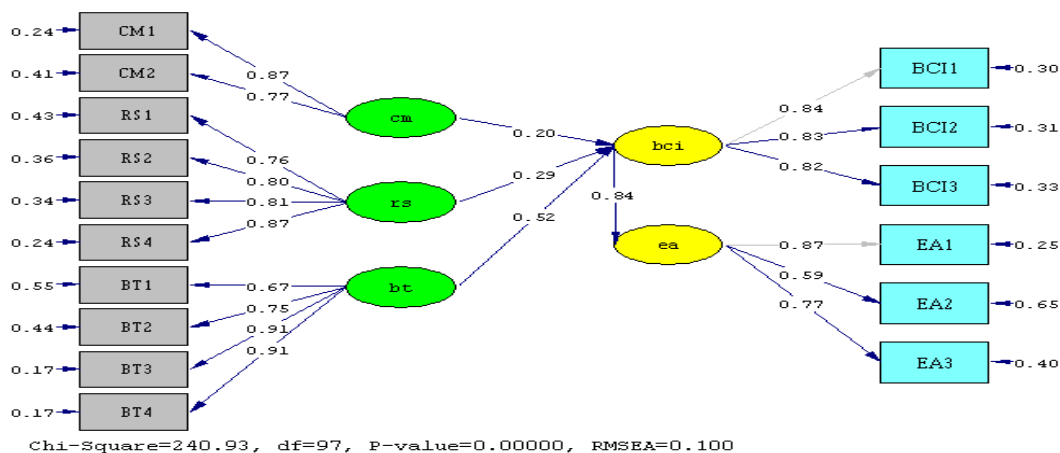 0.24 CM1
0.41 CM2
0.43 RS1
0.36 RS2
0.34 RS3
0.24 RS4
0.55 BT1
0.44 BT2
0.17 BT3
0.17 BT4
0.87
0.77
0.76
0.80
0.81
0.87
0.67
0.75
0.91
0.91
cm
rs
bt
0.20
0.29
0.52
bci
0.84
ea
0.84
0.83
0.82
0.87
0.59
0.77
BCI1 0.30
BCI2 0.31
BCI3 0.33
EA1 0.25
EA2 0.65
EA3 0.40
Chi-Square=240.93, df=97, P-value=0.00000, RMSEA=0.100